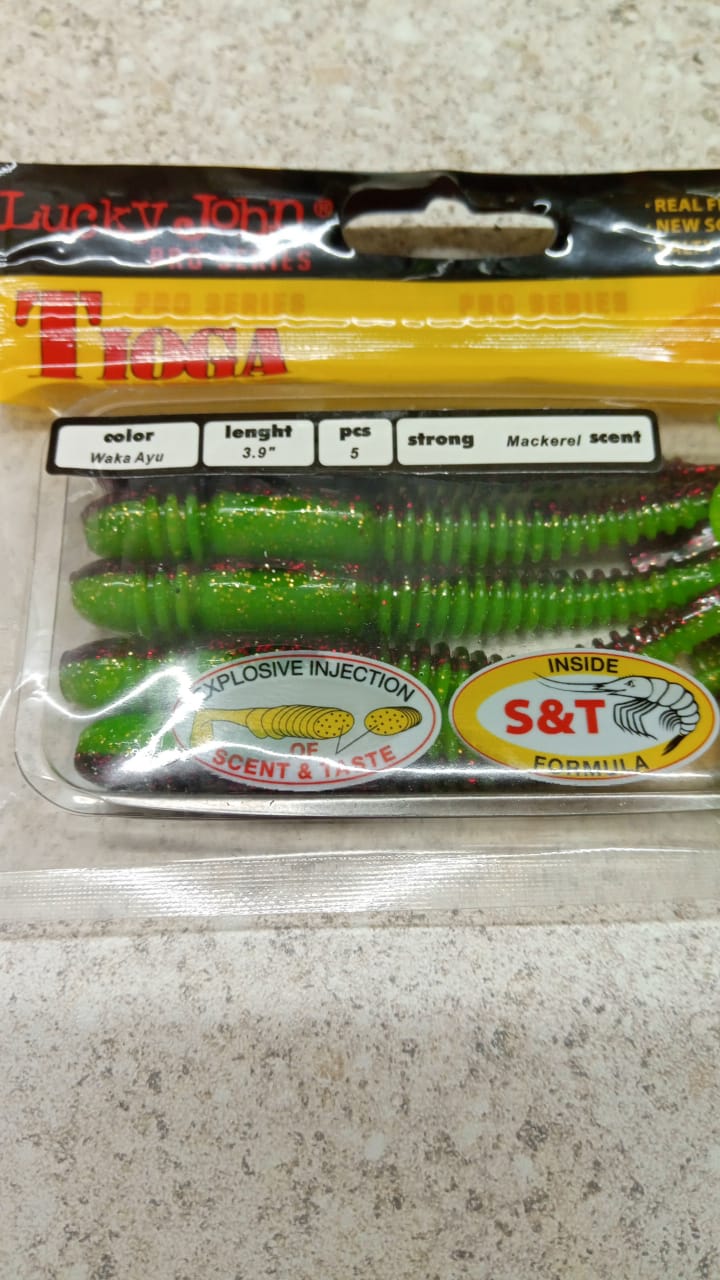 Lucky John®
PRO SERIES
REAL
NEW
PRO SERIES PRO SERIES
TIOGA
color
Waka Ayu
lenght
3.9"
pcs
5
strong Mackerel scent
EXPLOSIVE INJECTION
OF
SCENT & TASTE
INSIDE
S&T
FORMULA